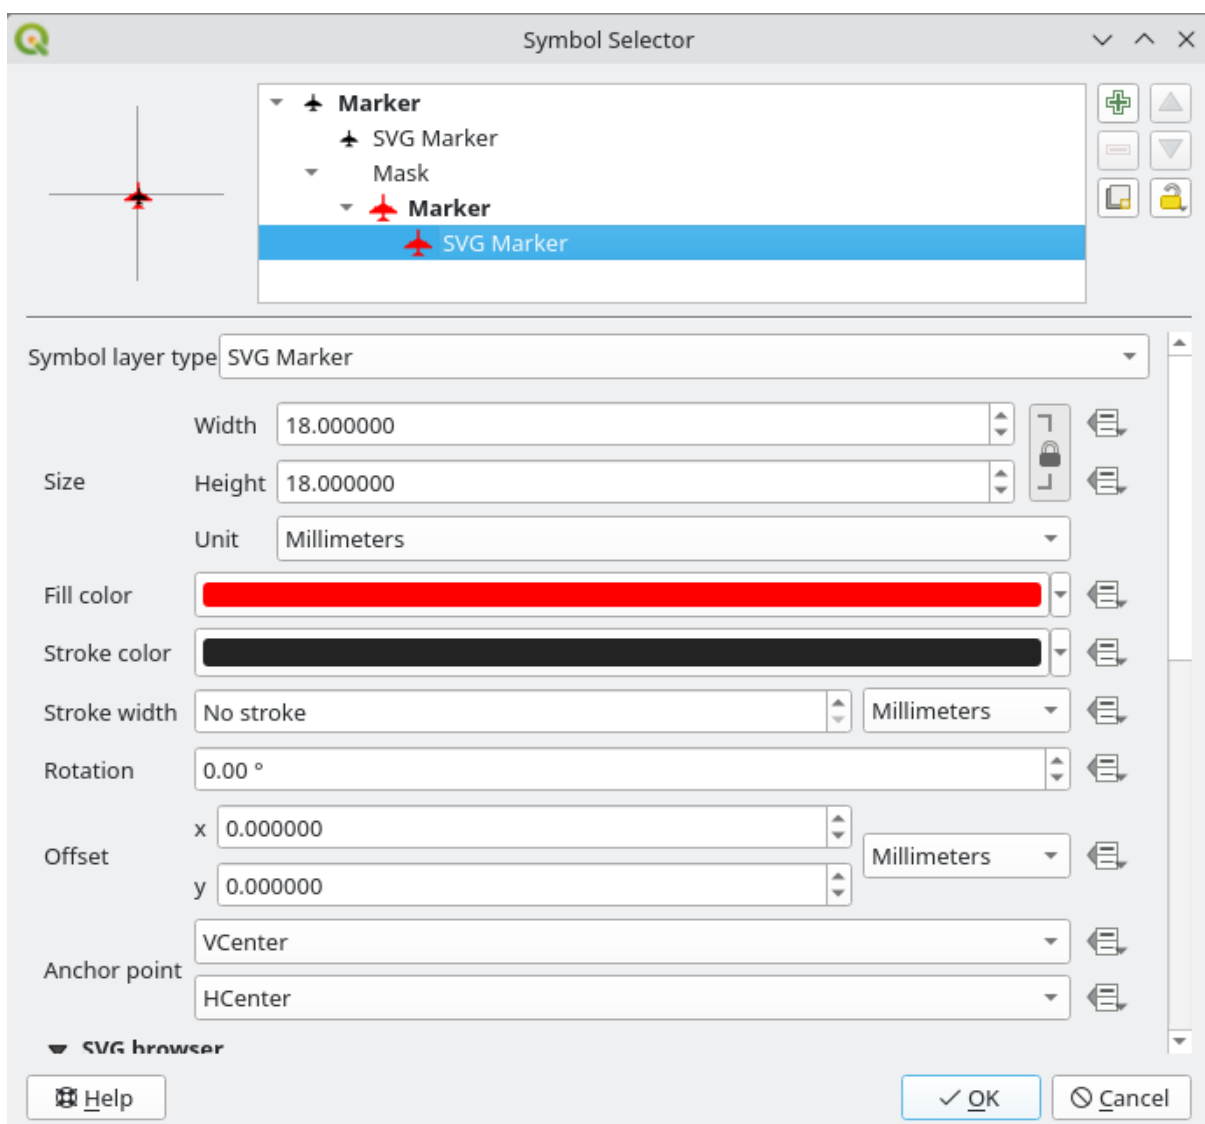 Symbol Selector
Marker
SVG Marker
Mask
Marker
SVG Marker
Symbol layer type SVG Marker
Width 18.000000
Size
Height 18.000000
Unit Millimeters
Fill color
Stroke color
Stroke width No stroke Millimeters
Rotation 0.00 °
x 0.000000
Offset Millimeters
y 0.000000
VCenter
Anchor point
HCenter
SVG browser
Help OK Cancel